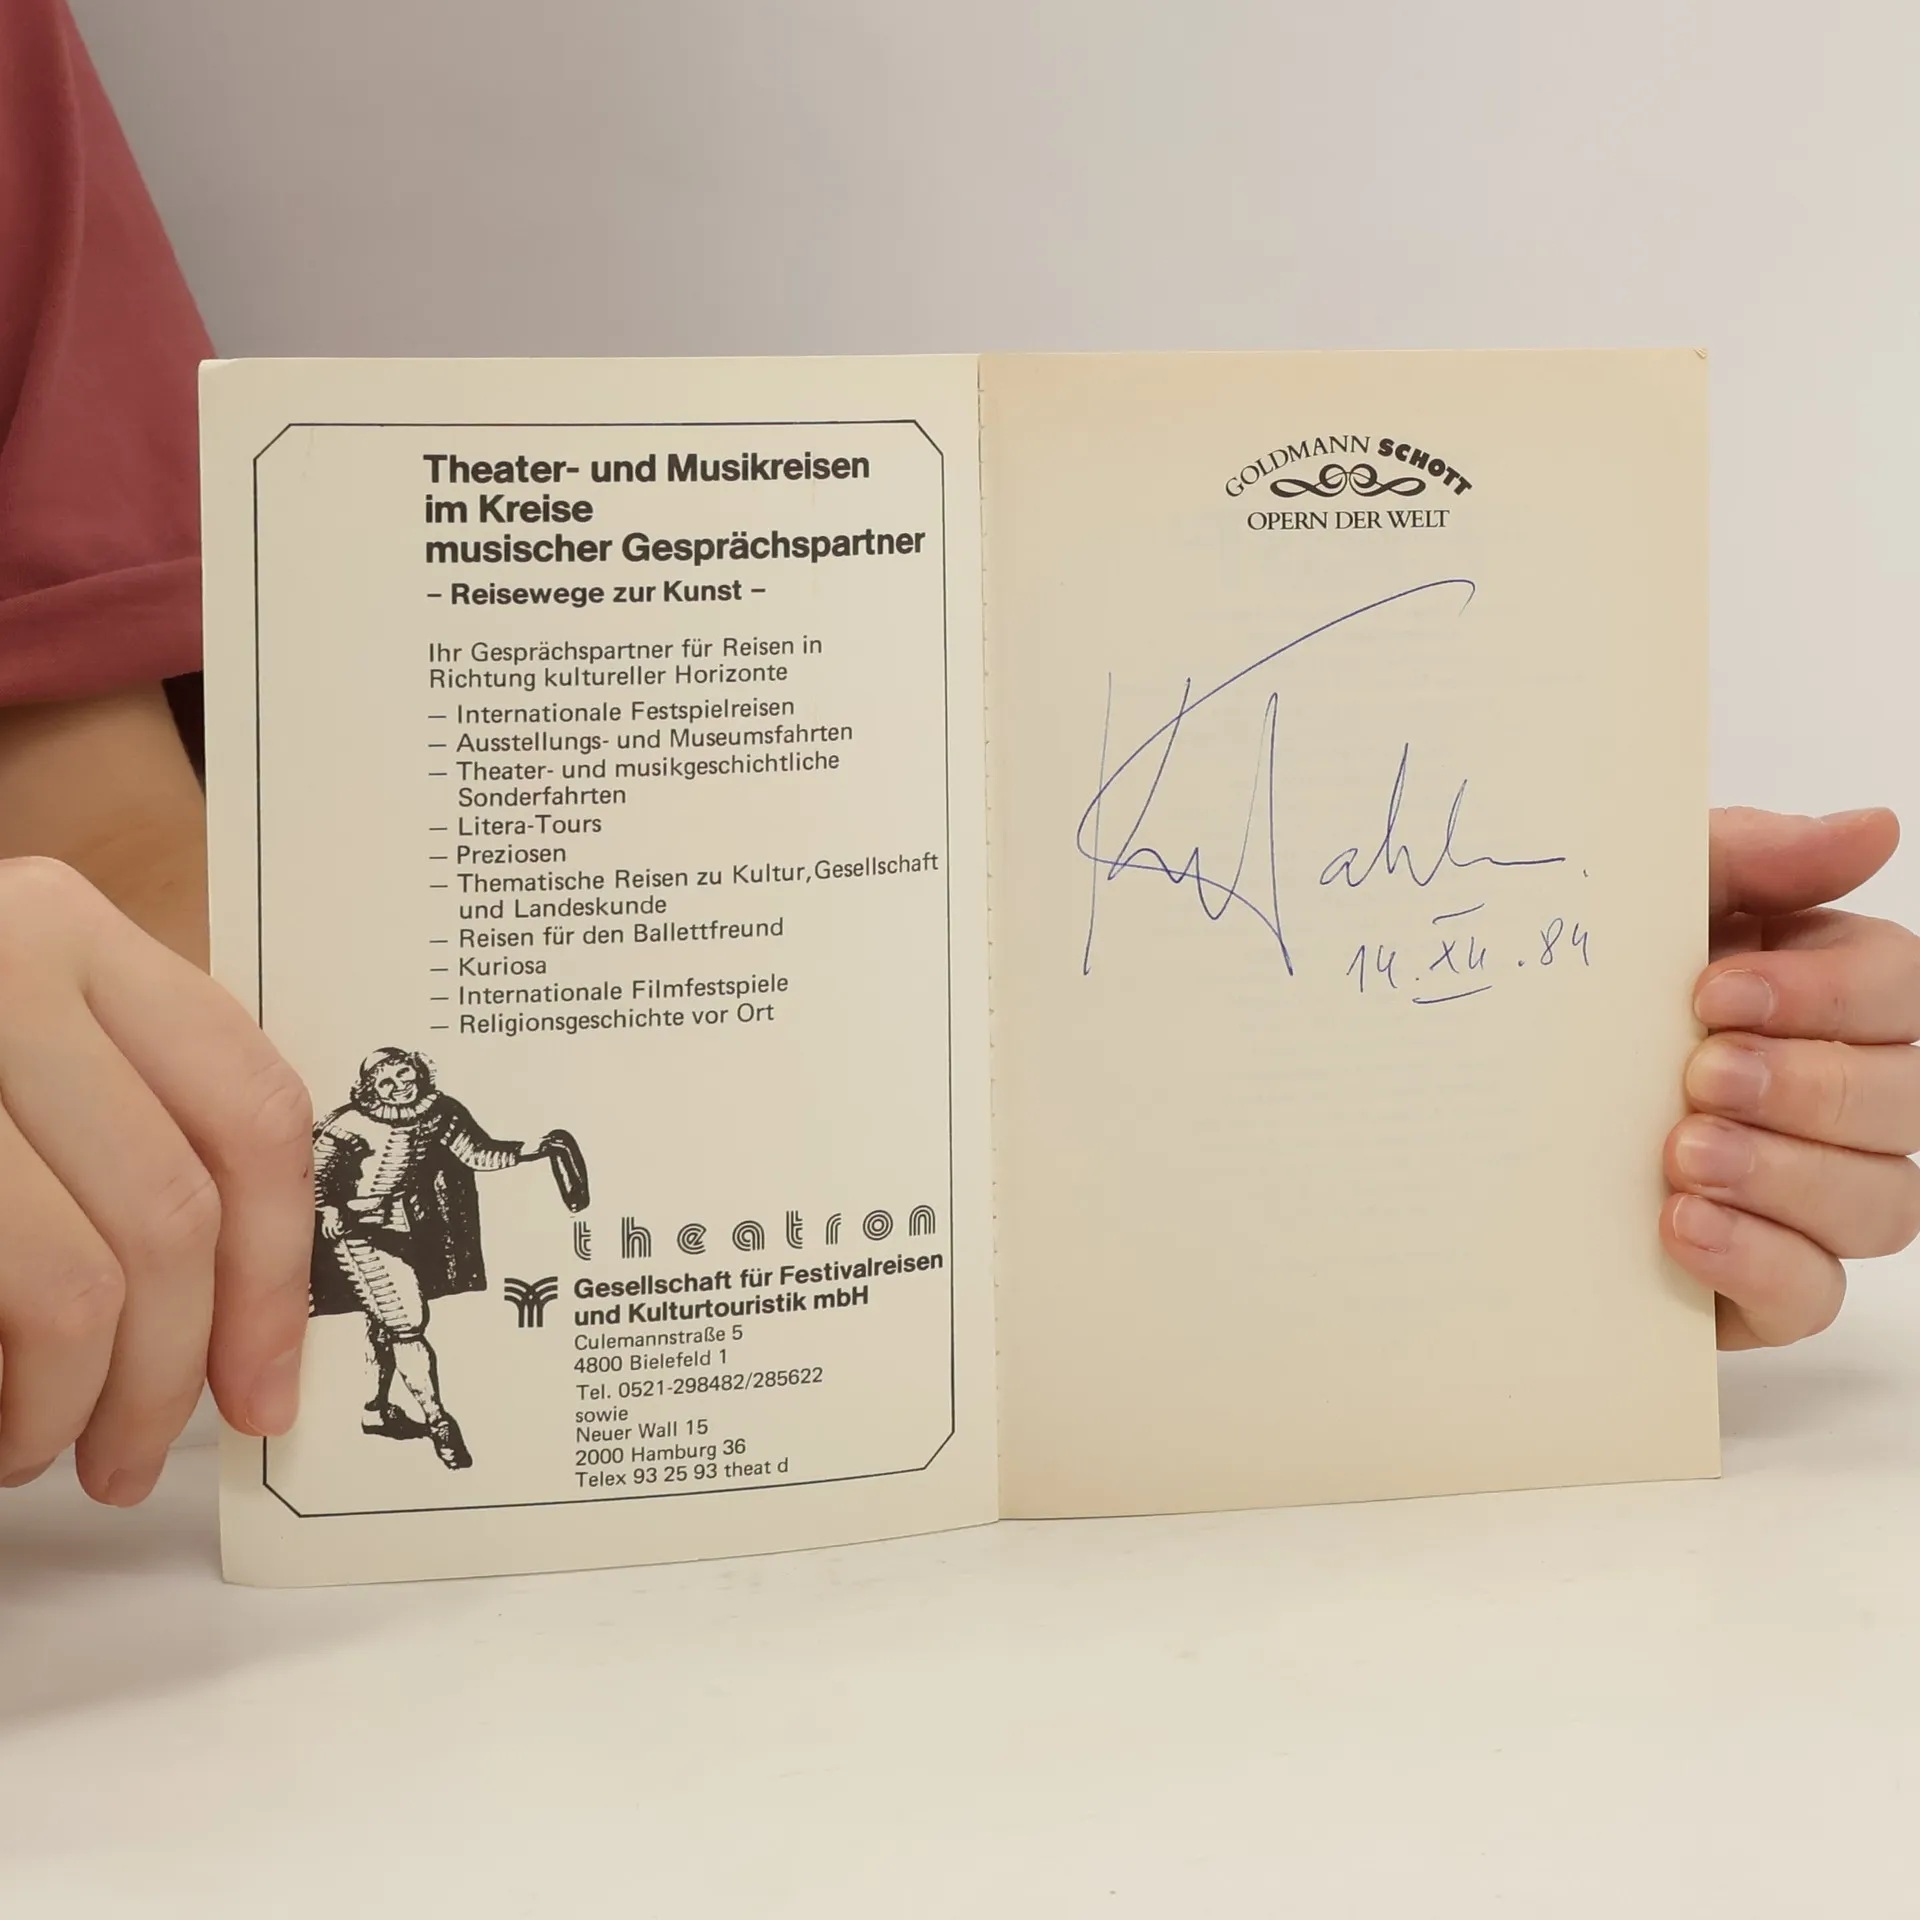 Theater- und Musikreisen
im Kreise
musischer Gesprächspartner
– Reisewege zur Kunst –
Ihr Gesprächspartner für Reisen in
Richtung kultureller Horizonte
— Internationale Festspielreisen
— Ausstellungs- und Museumsfahrten
— Theater- und musikgeschichtliche
Sonderfahrten
— Litera-Tours
— Preziosen
— Thematische Reisen zu Kultur, Gesellschaft
und Landeskunde
— Reisen für den Ballettfreund
— Kuriosa
— Internationale Filmfestspiele
— Religionsgeschichte vor Ort
theatron
Gesellschaft für Festivalreisen
und Kulturtouristik mbH
Culemannstraße 5
4800 Bielefeld 1
Tel. 0521-298482/285622
sowie
Neuer Wall 15
2000 Hamburg 36
Telex 93 25 93 theat d
GOLDMANN SCHOTT
OPERN DER WELT
14. XII. 84